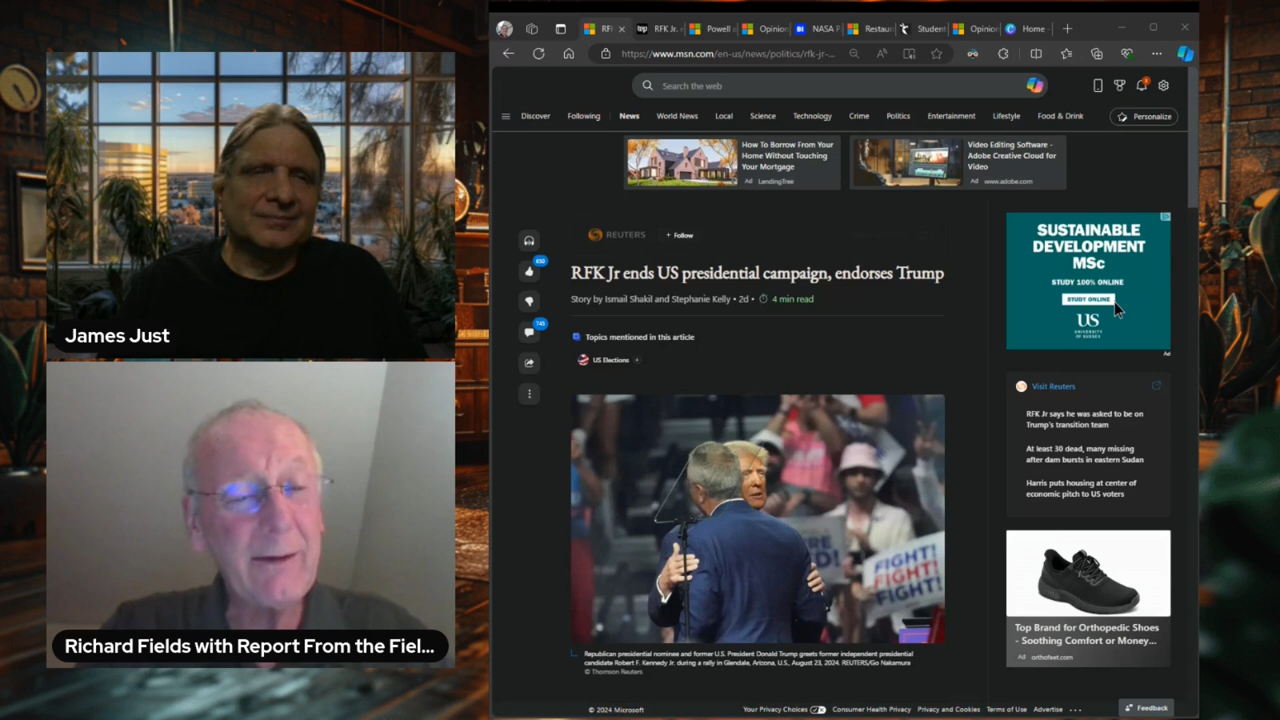 James Just
Richard Fields with Report From the Fiel...
RFK Jr.
Powell
Opinio
NASA
Restau
Student
Opinio
Home
https://www.msn.com/en-us/news/politics/rfk-jr-...
Search the web
Discover
Following
News
World News
Local
Science
Technology
Crime
Politics
Entertainment
Lifestyle
Food & Drink
Personalize
How To Borrow From Your
Home Without Touching
Your Mortgage
Ad LendingTree
Video Editing Software -
Adobe Creative Cloud for
Video
Ad www.adobe.com
REUTERS
+ Follow
RFK Jr ends US presidential campaign, endorses Trump
Story by Ismail Shakil and Stephanie Kelly • 2d • 4 min read
Topics mentioned in this article
US Elections
FIGHT!
FIGHT!
FIGHT!
Republican presidential nominee and former U.S. President Donald Trump greets former independent presidential
candidate Robert F. Kennedy Jr. during a rally in Glendale, Arizona, U.S., August 23, 2024. REUTERS/Go Nakamura
© Thomson Reuters
SUSTAINABLE
DEVELOPMENT
MSc
STUDY 100% ONLINE
STUDY ONLINE
US
UNIVERSITY
OF SUSSEX
Ad
Visit Reuters
RFK Jr says he was asked to be on
Trump's transition team
At least 30 dead, many missing
after dam bursts in eastern Sudan
Harris puts housing at center of
economic pitch to US voters
Top Brand for Orthopedic Shoes
- Soothing Comfort or Money...
Ad orthofeet.com
© 2024 Microsoft
Your Privacy Choices
Consumer Health Privacy
Privacy and Cookies
Terms of Use
Advertise
...
Feedback